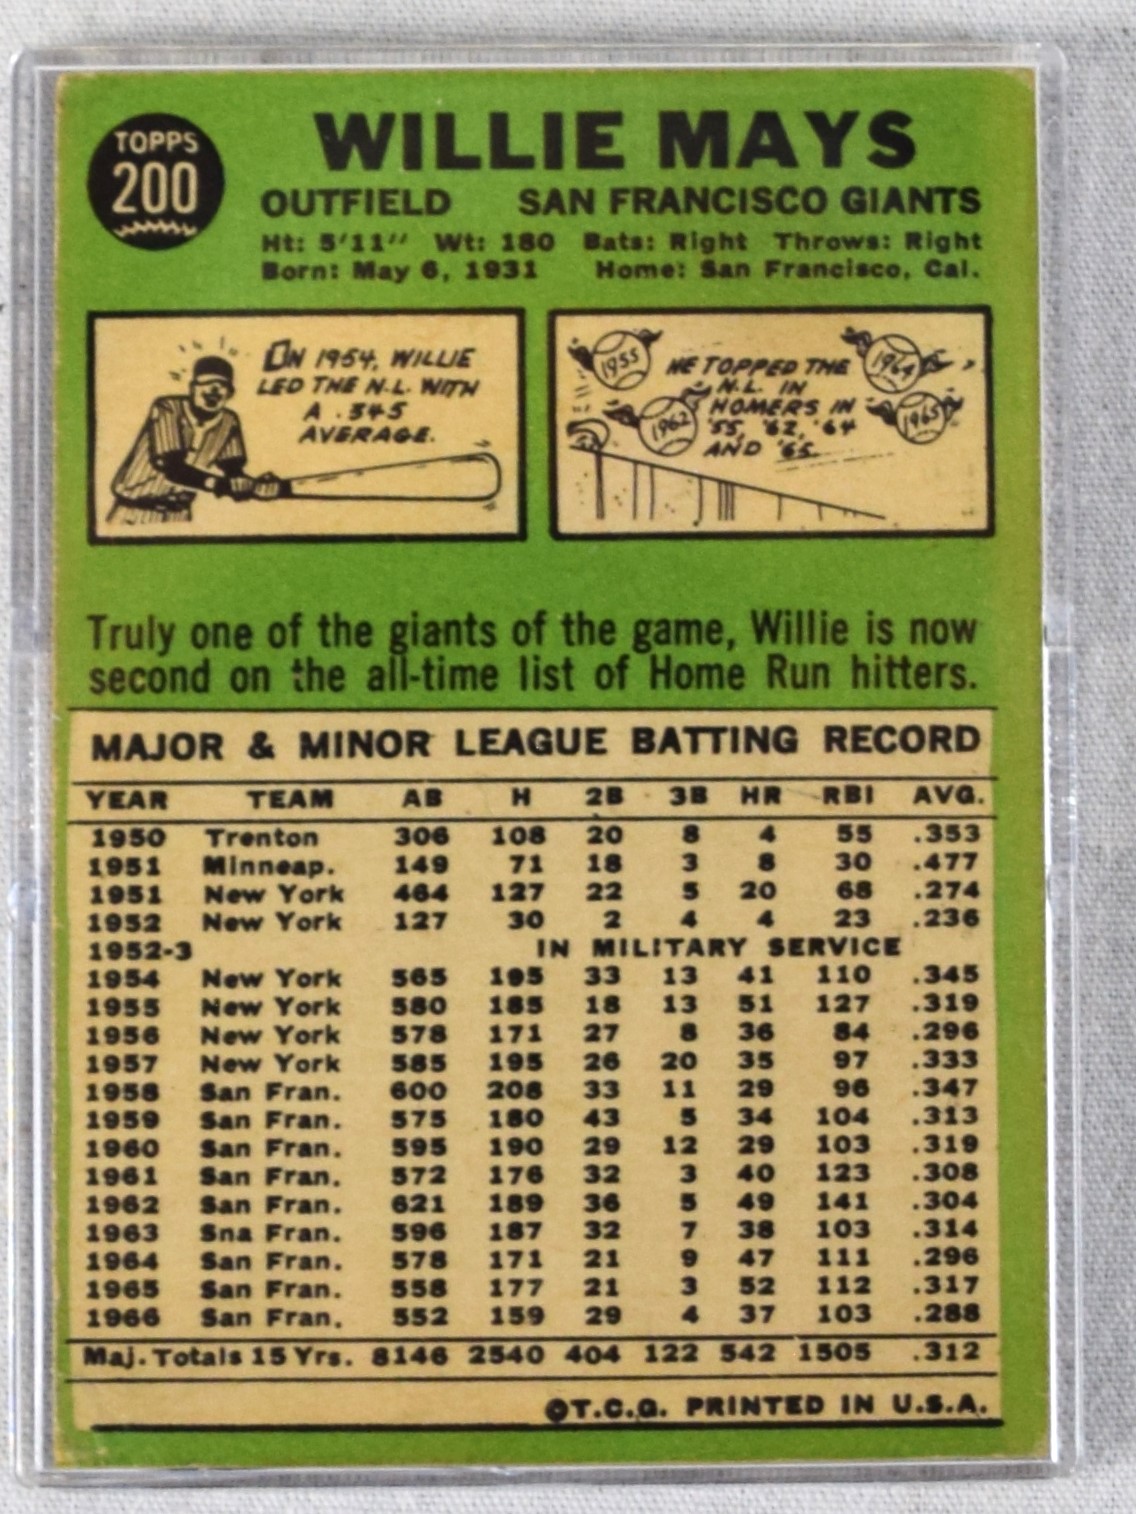 TOPPS
200
WILLIE MAYS
OUTFIELD SAN FRANCISCO GIANTS
Ht: 5'11" Wt: 180 Bats: Right Throws: Right
Born: May 6, 1931 Home: San Francisco, Cal.
ON 1954, WILLIE
LED THE N.L. WITH
A .345
AVERAGE.
1955
1962
HE TOPPED THE
N.L. IN
HOMERS IN
'55, '62, '64
AND '65.
1964
1965
Truly one of the giants of the game, Willie is now
second on the all-time list of Home Run hitters.
MAJOR & MINOR LEAGUE BATTING RECORD
YEAR TEAM AB H 2B 3B HR RBI AVG.
1950 Trenton 306 108 20 8 4 55 .353
1951 Minneap. 149 71 18 3 8 30 .477
1951 New York 464 127 22 5 20 68 .274
1952 New York 127 30 2 4 4 23 .236
1952-3 IN MILITARY SERVICE
1954 New York 565 195 33 13 41 110 .345
1955 New York 580 185 18 13 51 127 .319
1956 New York 578 171 27 8 36 84 .296
1957 New York 585 195 26 20 35 97 .333
1958 San Fran. 600 208 33 11 29 96 .347
1959 San Fran. 575 180 43 5 34 104 .313
1960 San Fran. 595 190 29 12 29 103 .319
1961 San Fran. 572 176 32 3 40 123 .308
1962 San Fran. 621 189 36 5 49 141 .304
1963 Sna Fran. 596 187 32 7 38 103 .314
1964 San Fran. 578 171 21 9 47 111 .296
1965 San Fran. 558 177 21 3 52 112 .317
1966 San Fran. 552 159 29 4 37 103 .288
Maj. Totals 15 Yrs. 8146 2540 404 122 542 1505 .312
©T.C.G. PRINTED IN U.S.A.